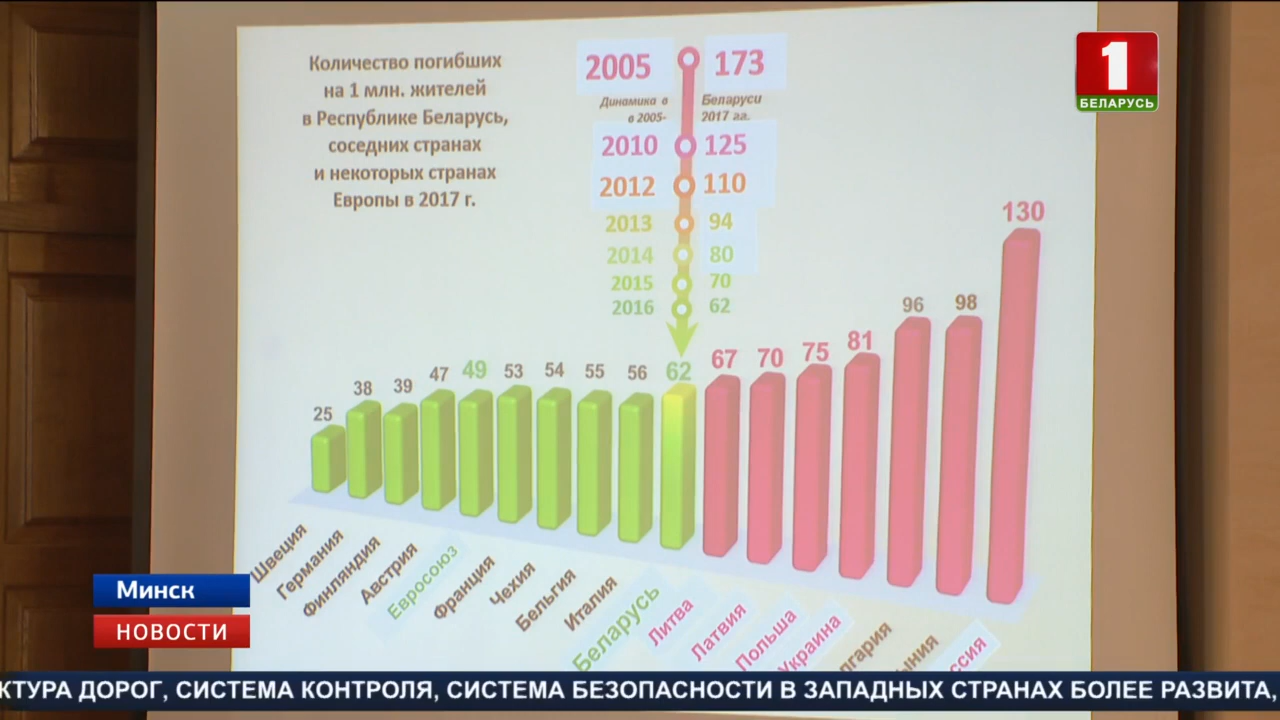 Количество погибших
на 1 млн. жителей
в Республике Беларусь,
соседних странах
и некоторых странах
Европы в 2017 г.
2005 173
Динамика в Беларуси
в 2005- 2017 гг.
2010 125
2012 110
2013 94
2014 80
2015 70
2016 62
1
БЕЛАРУСЬ
25 38 39 47 49 53 54 55 56 62 67 70 75 81 96 98 130
Швеция
Германия
Финляндия
Австрия
Евросоюз
Франция
Чехия
Бельгия
Италия
Беларусь
Литва
Латвия
Польша
Украина
лгария
ыния
ссия
Минск
НОВОСТИ
КТУРА ДОРОГ, СИСТЕМА КОНТРОЛЯ, СИСТЕМА БЕЗОПАСНОСТИ В ЗАПАДНЫХ СТРАНАХ БОЛЕЕ РАЗВИТА,